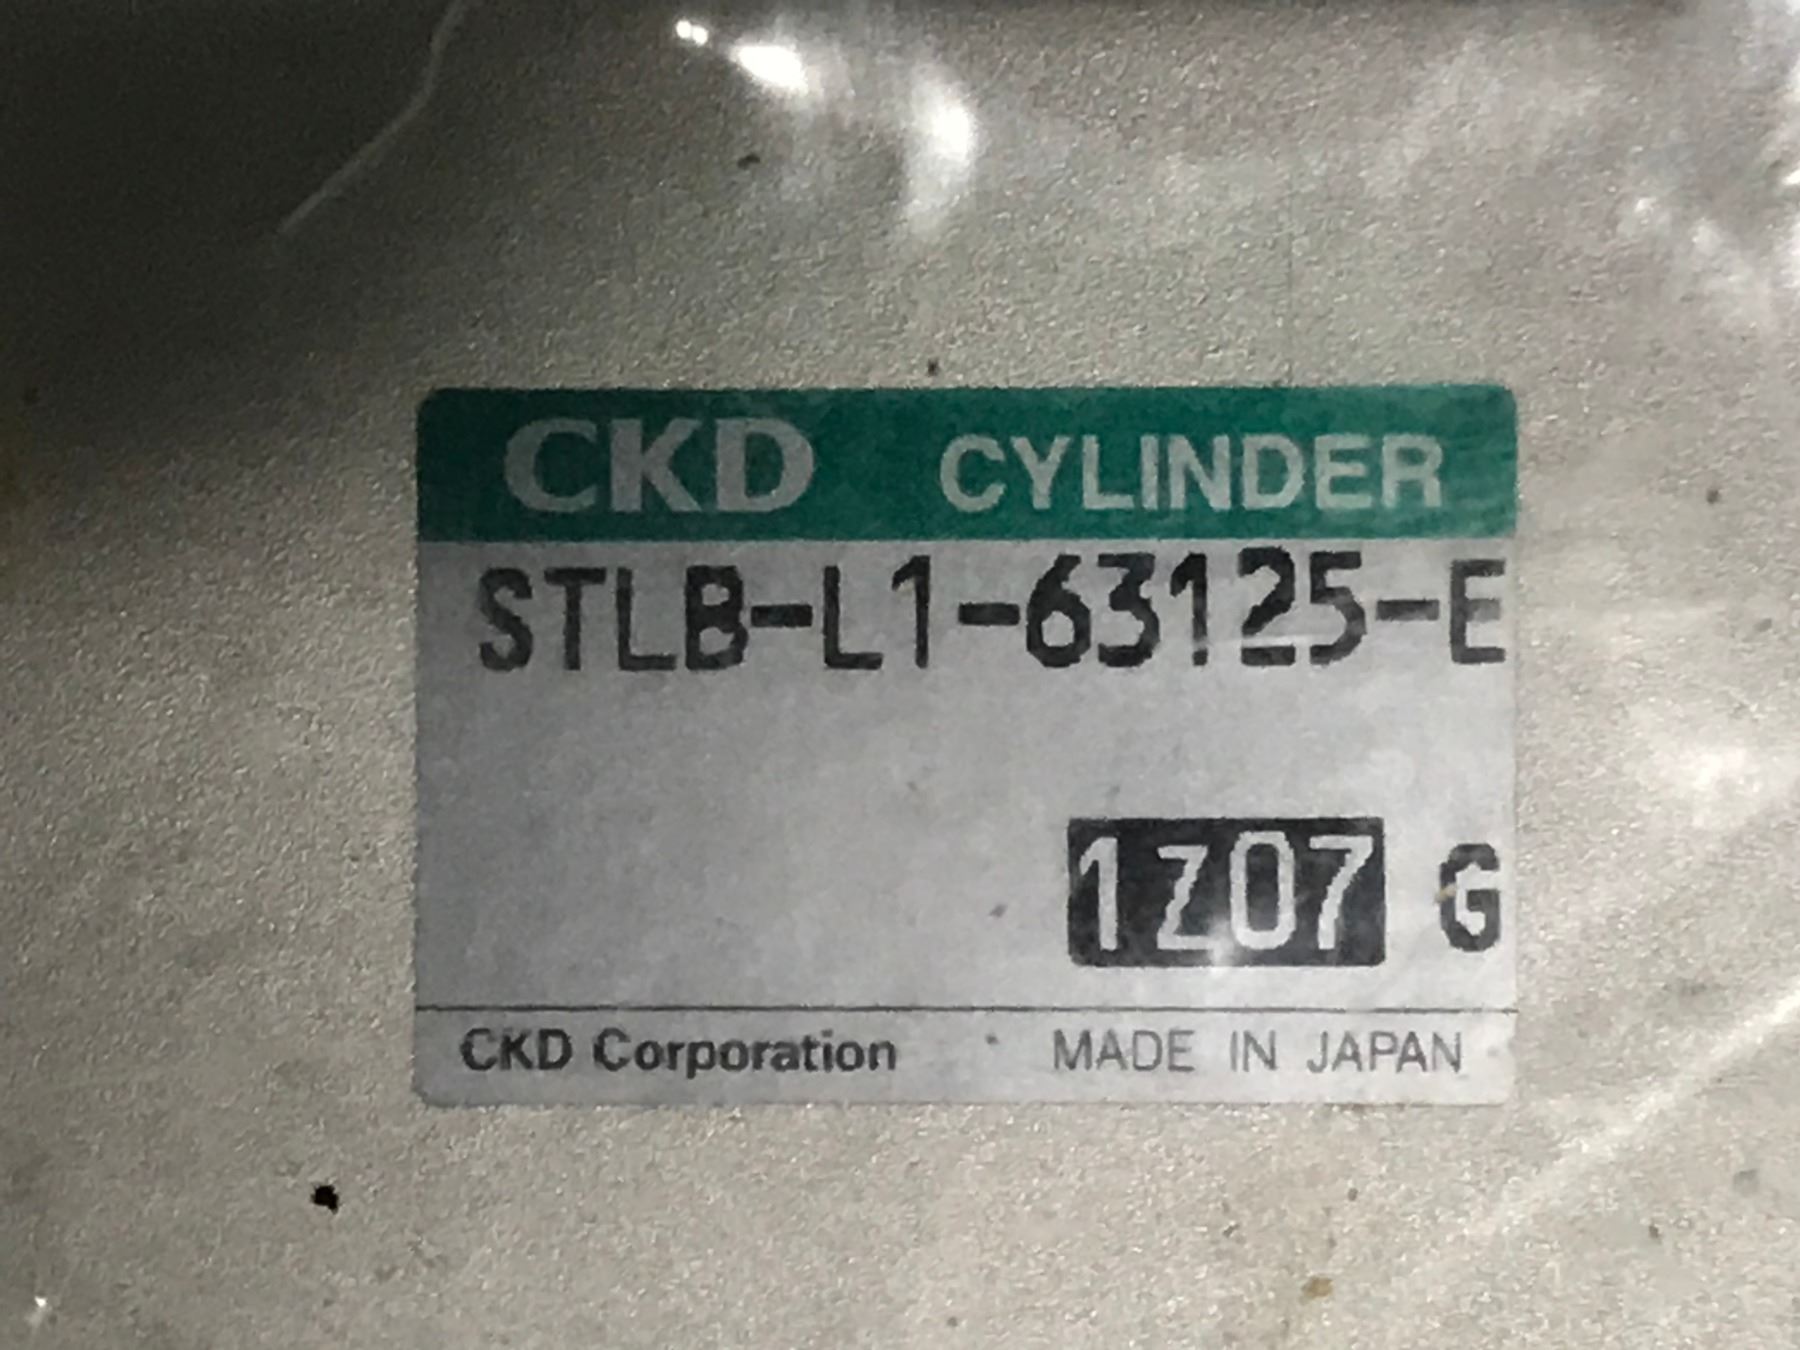 CKD CYLINDER
STLB-L1-63125-E
1Z07 G
CKD Corporation MADE IN JAPAN